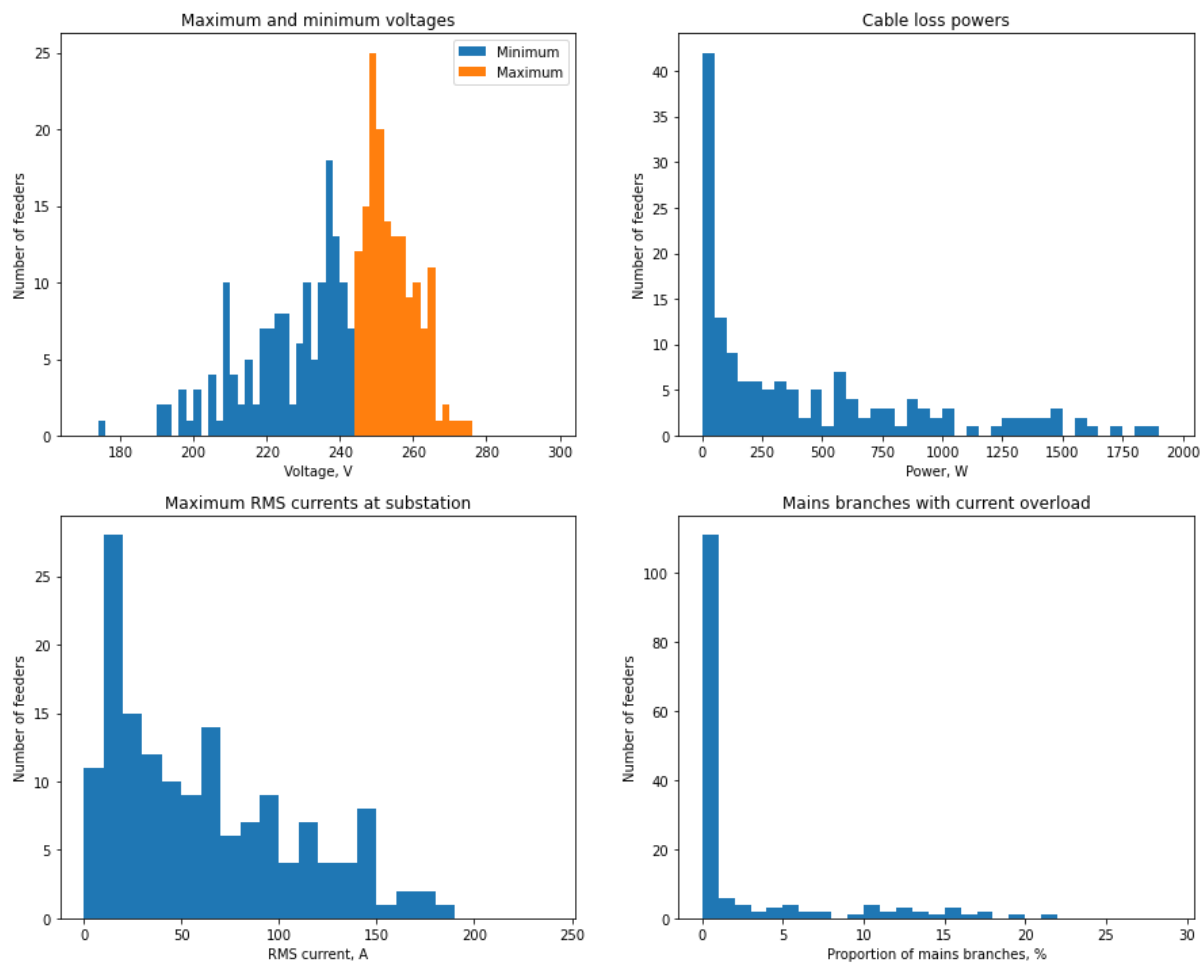 Maximum and minimum voltages
Minimum
Maximum
25
20
15
10
5
0
Number of feeders
180 200 220 240 260 280 300
Voltage, V
Cable loss powers
40
35
30
25
20
15
10
5
0
Number of feeders
0 250 500 750 1000 1250 1500 1750 2000
Power, W
Maximum RMS currents at substation
25
20
15
10
5
0
Number of feeders
0 50 100 150 200 250
RMS current, A
Mains branches with current overload
100
80
60
40
20
0
Number of feeders
0 5 10 15 20 25 30
Proportion of mains branches, %